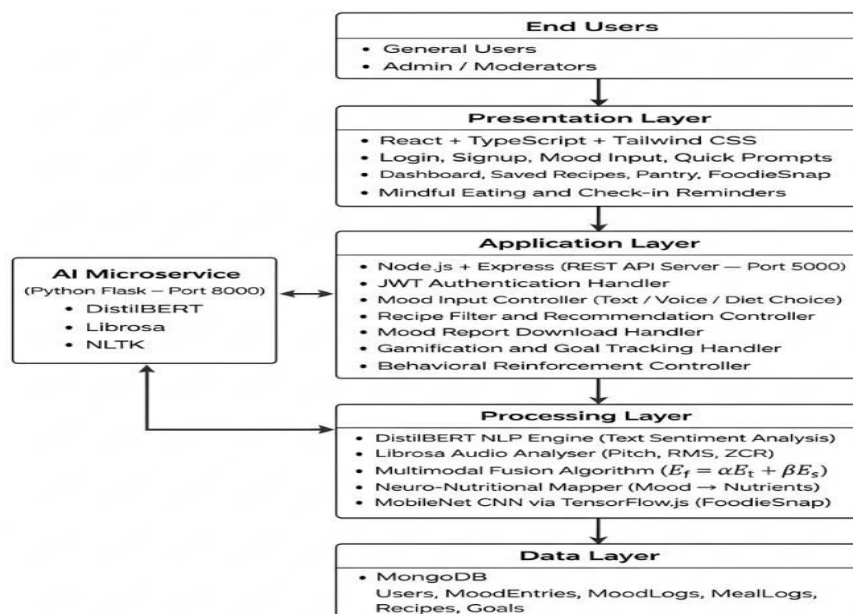 End Users
• General Users
• Admin / Moderators
Presentation Layer
• React + TypeScript + Tailwind CSS
• Login, Signup, Mood Input, Quick Prompts
• Dashboard, Saved Recipes, Pantry, FoodieSnap
• Mindful Eating and Check-in Reminders
Application Layer
• Node.js + Express (REST API Server — Port 5000)
• JWT Authentication Handler
• Mood Input Controller (Text / Voice / Diet Choice)
• Recipe Filter and Recommendation Controller
• Mood Report Download Handler
• Gamification and Goal Tracking Handler
• Behavioral Reinforcement Controller
AI Microservice
(Python Flask – Port 8000)
• DistilBERT
• Librosa
• NLTK
Processing Layer
• DistilBERT NLP Engine (Text Sentiment Analysis)
• Librosa Audio Analyser (Pitch, RMS, ZCR)
• Multimodal Fusion Algorithm (E_f = αE_t + βE_s)
• Neuro-Nutritional Mapper (Mood → Nutrients)
• MobileNet CNN via TensorFlow.js (FoodieSnap)
Data Layer
• MongoDB
Users, MoodEntries, MoodLogs, MealLogs,
Recipes, Goals